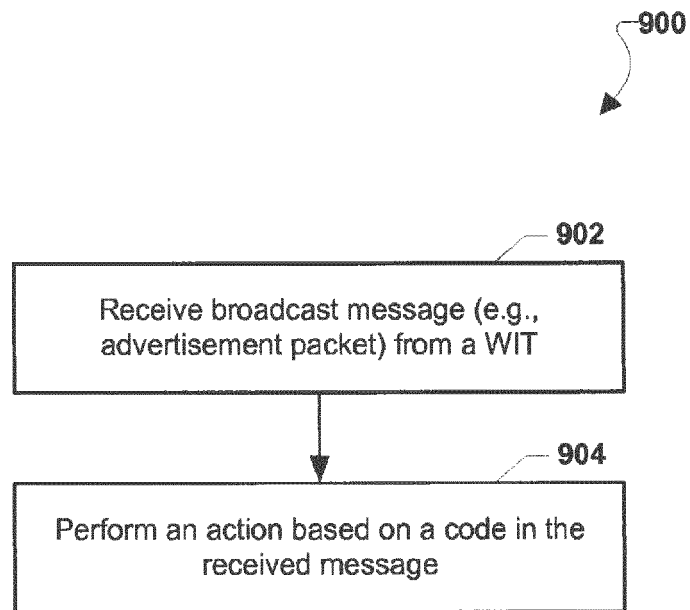 900
902
Receive broadcast message (e.g.,
advertisement packet) from a WIT
904
Perform an action based on a code in the
received message